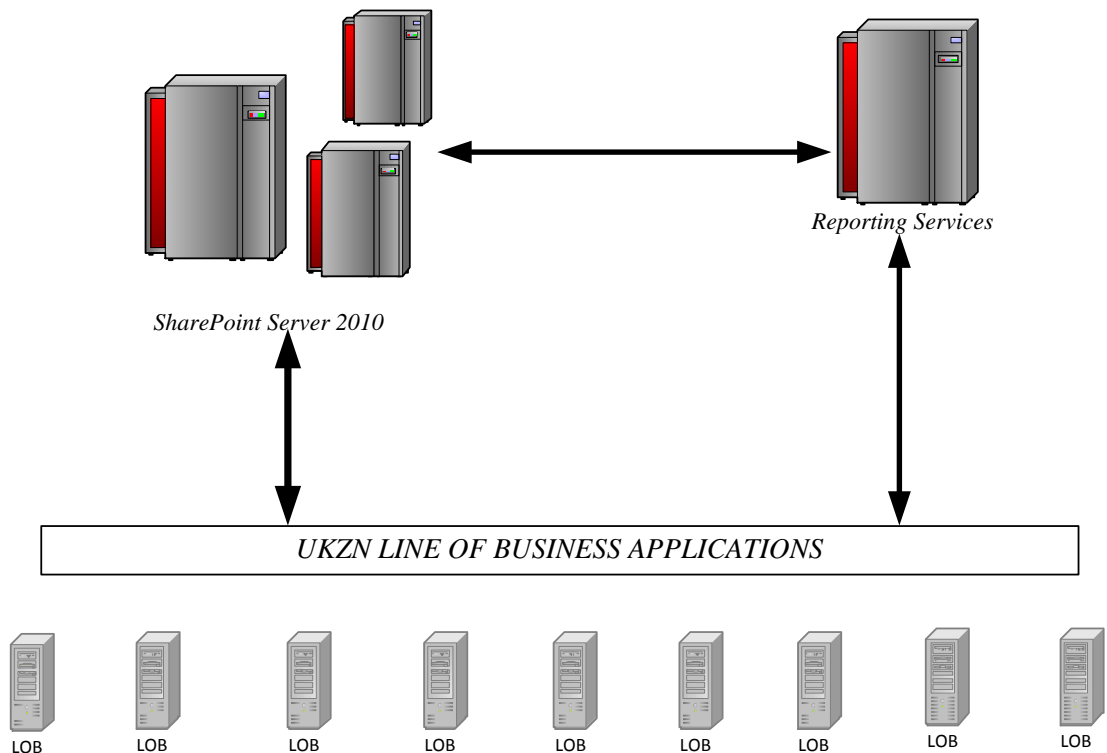 Reporting Services
SharePoint Server 2010
UKZN LINE OF BUSINESS APPLICATIONS
LOB
LOB
LOB
LOB
LOB
LOB
LOB
LOB
LOB